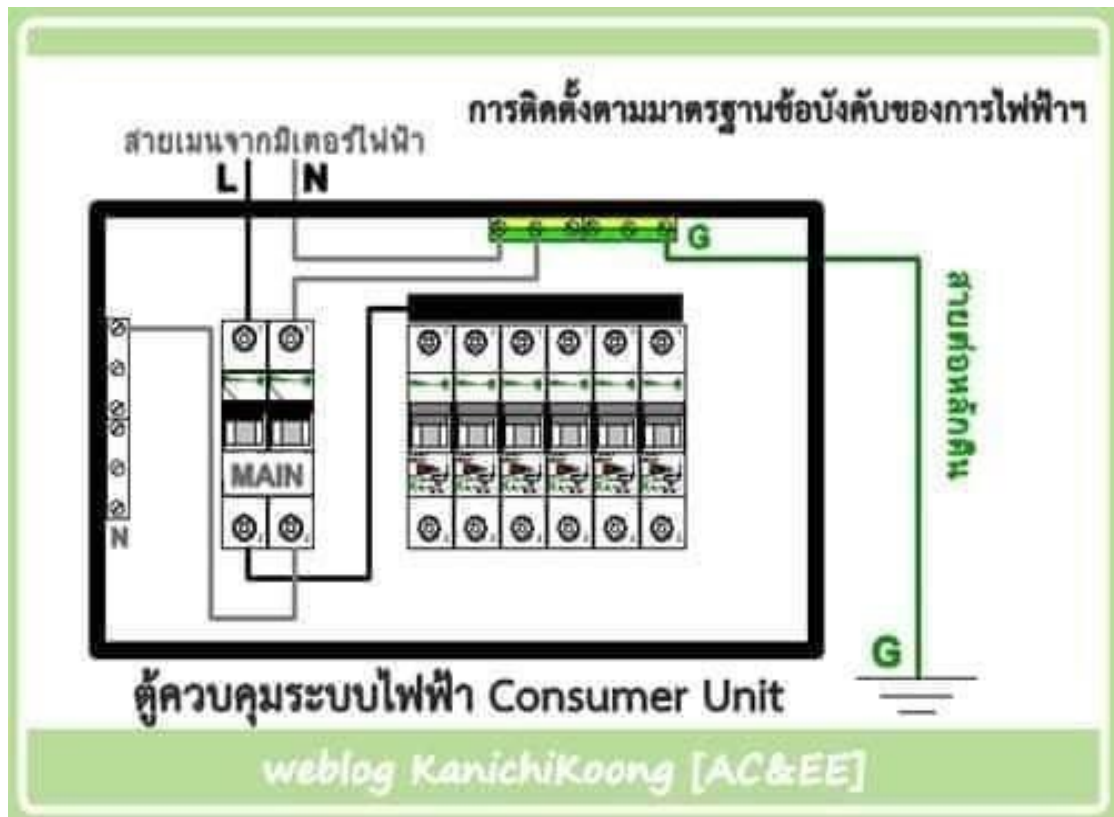 การติดตั้งตามมาตรฐานข้อบังคับของการไฟฟ้าฯ
สายเมนจากมิเตอร์ไฟฟ้า
L N
G
MAIN
N
สายต่อหลักดิน
G
ตู้ควบคุมระบบไฟฟ้า Consumer Unit
weblog KanichiKoong [AC&EE]